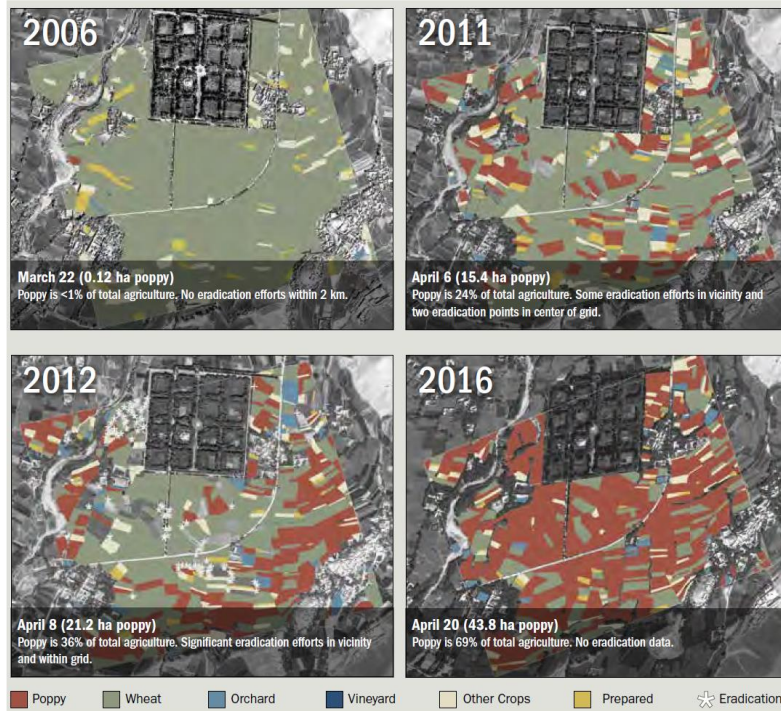 2006
March 22 (0.12 ha poppy)
Poppy is <1% of total agriculture. No eradication efforts within 2 km.
2011
April 6 (15.4 ha poppy)
Poppy is 24% of total agriculture. Some eradication efforts in vicinity and
two eradication points in center of grid.
2012
April 8 (21.2 ha poppy)
Poppy is 36% of total agriculture. Significant eradication efforts in vicinity
and within grid.
2016
April 20 (43.8 ha poppy)
Poppy is 69% of total agriculture. No eradication data.
Poppy Wheat Orchard Vineyard Other Crops Prepared Eradication